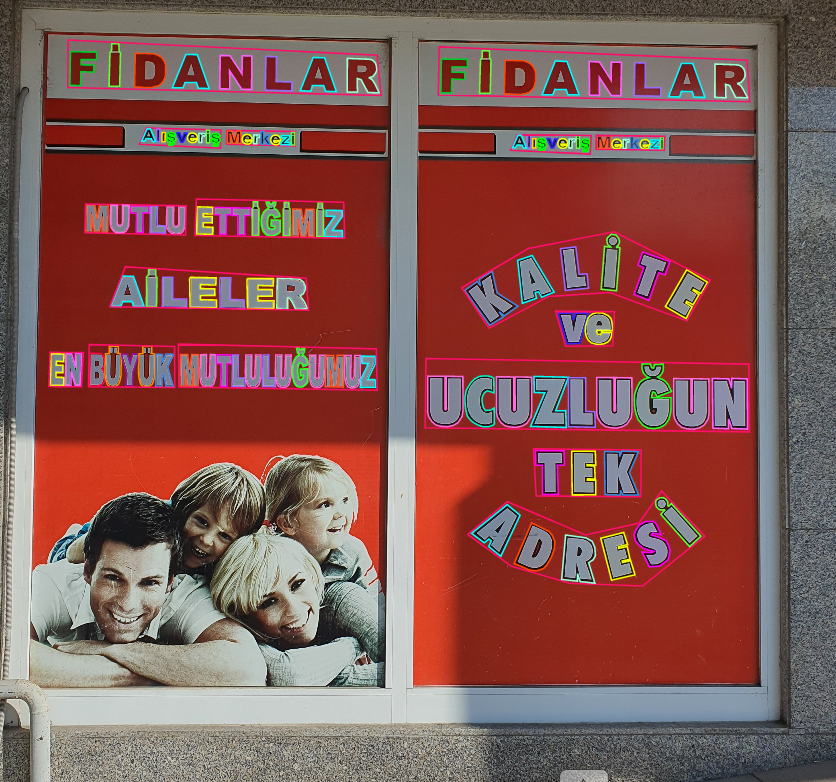 FİDANLAR
Alışveriş Merkezi
MUTLU ETTİĞİMİZ
AİLELER
EN BÜYÜK MUTLULUĞUMUZ
FİDANLAR
Alışveriş Merkezi
KALİTE
ve
UCUZLUĞUN
TEK
ADRESİ